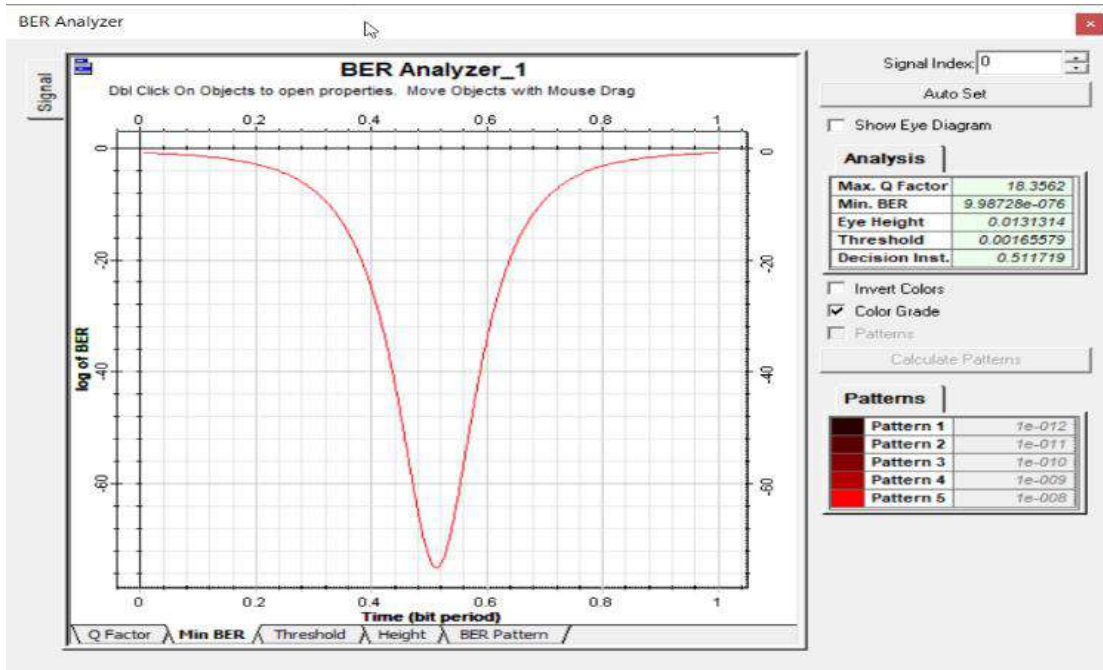 BER Analyzer
Signal
BER Analyzer_1
Dbl Click On Objects to open properties. Move Objects with Mouse Drag
0 0.2 0.4 0.6 0.8 1
0 0
-20 -20
-40 -40
-60 -60
log of BER
0 0.2 0.4 0.6 0.8 1
Time (bit period)
Q Factor Min BER Threshold Height BER Pattern
Signal Index: 0
Auto Set
Show Eye Diagram
Analysis
Max. Q Factor 18.3562
Min. BER 9.98728e-076
Eye Height 0.0131314
Threshold 0.00165579
Decision Inst. 0.511719
Invert Colors
Color Grade
Patterns
Calculate Patterns
Patterns
Pattern 1 1e-012
Pattern 2 1e-011
Pattern 3 1e-010
Pattern 4 1e-009
Pattern 5 1e-008